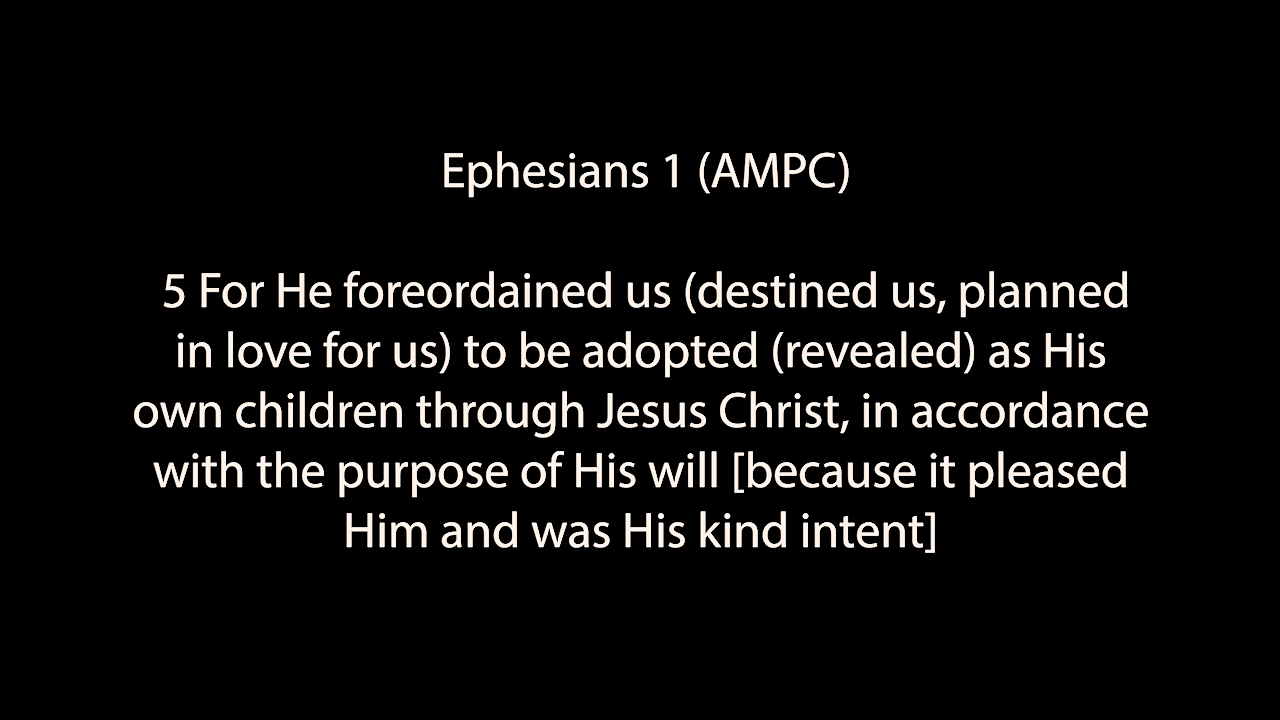 Ephesians 1 (AMPC)
5 For He foreordained us (destined us, planned
in love for us) to be adopted (revealed) as His
own children through Jesus Christ, in accordance
with the purpose of His will [because it pleased
Him and was His kind intent]